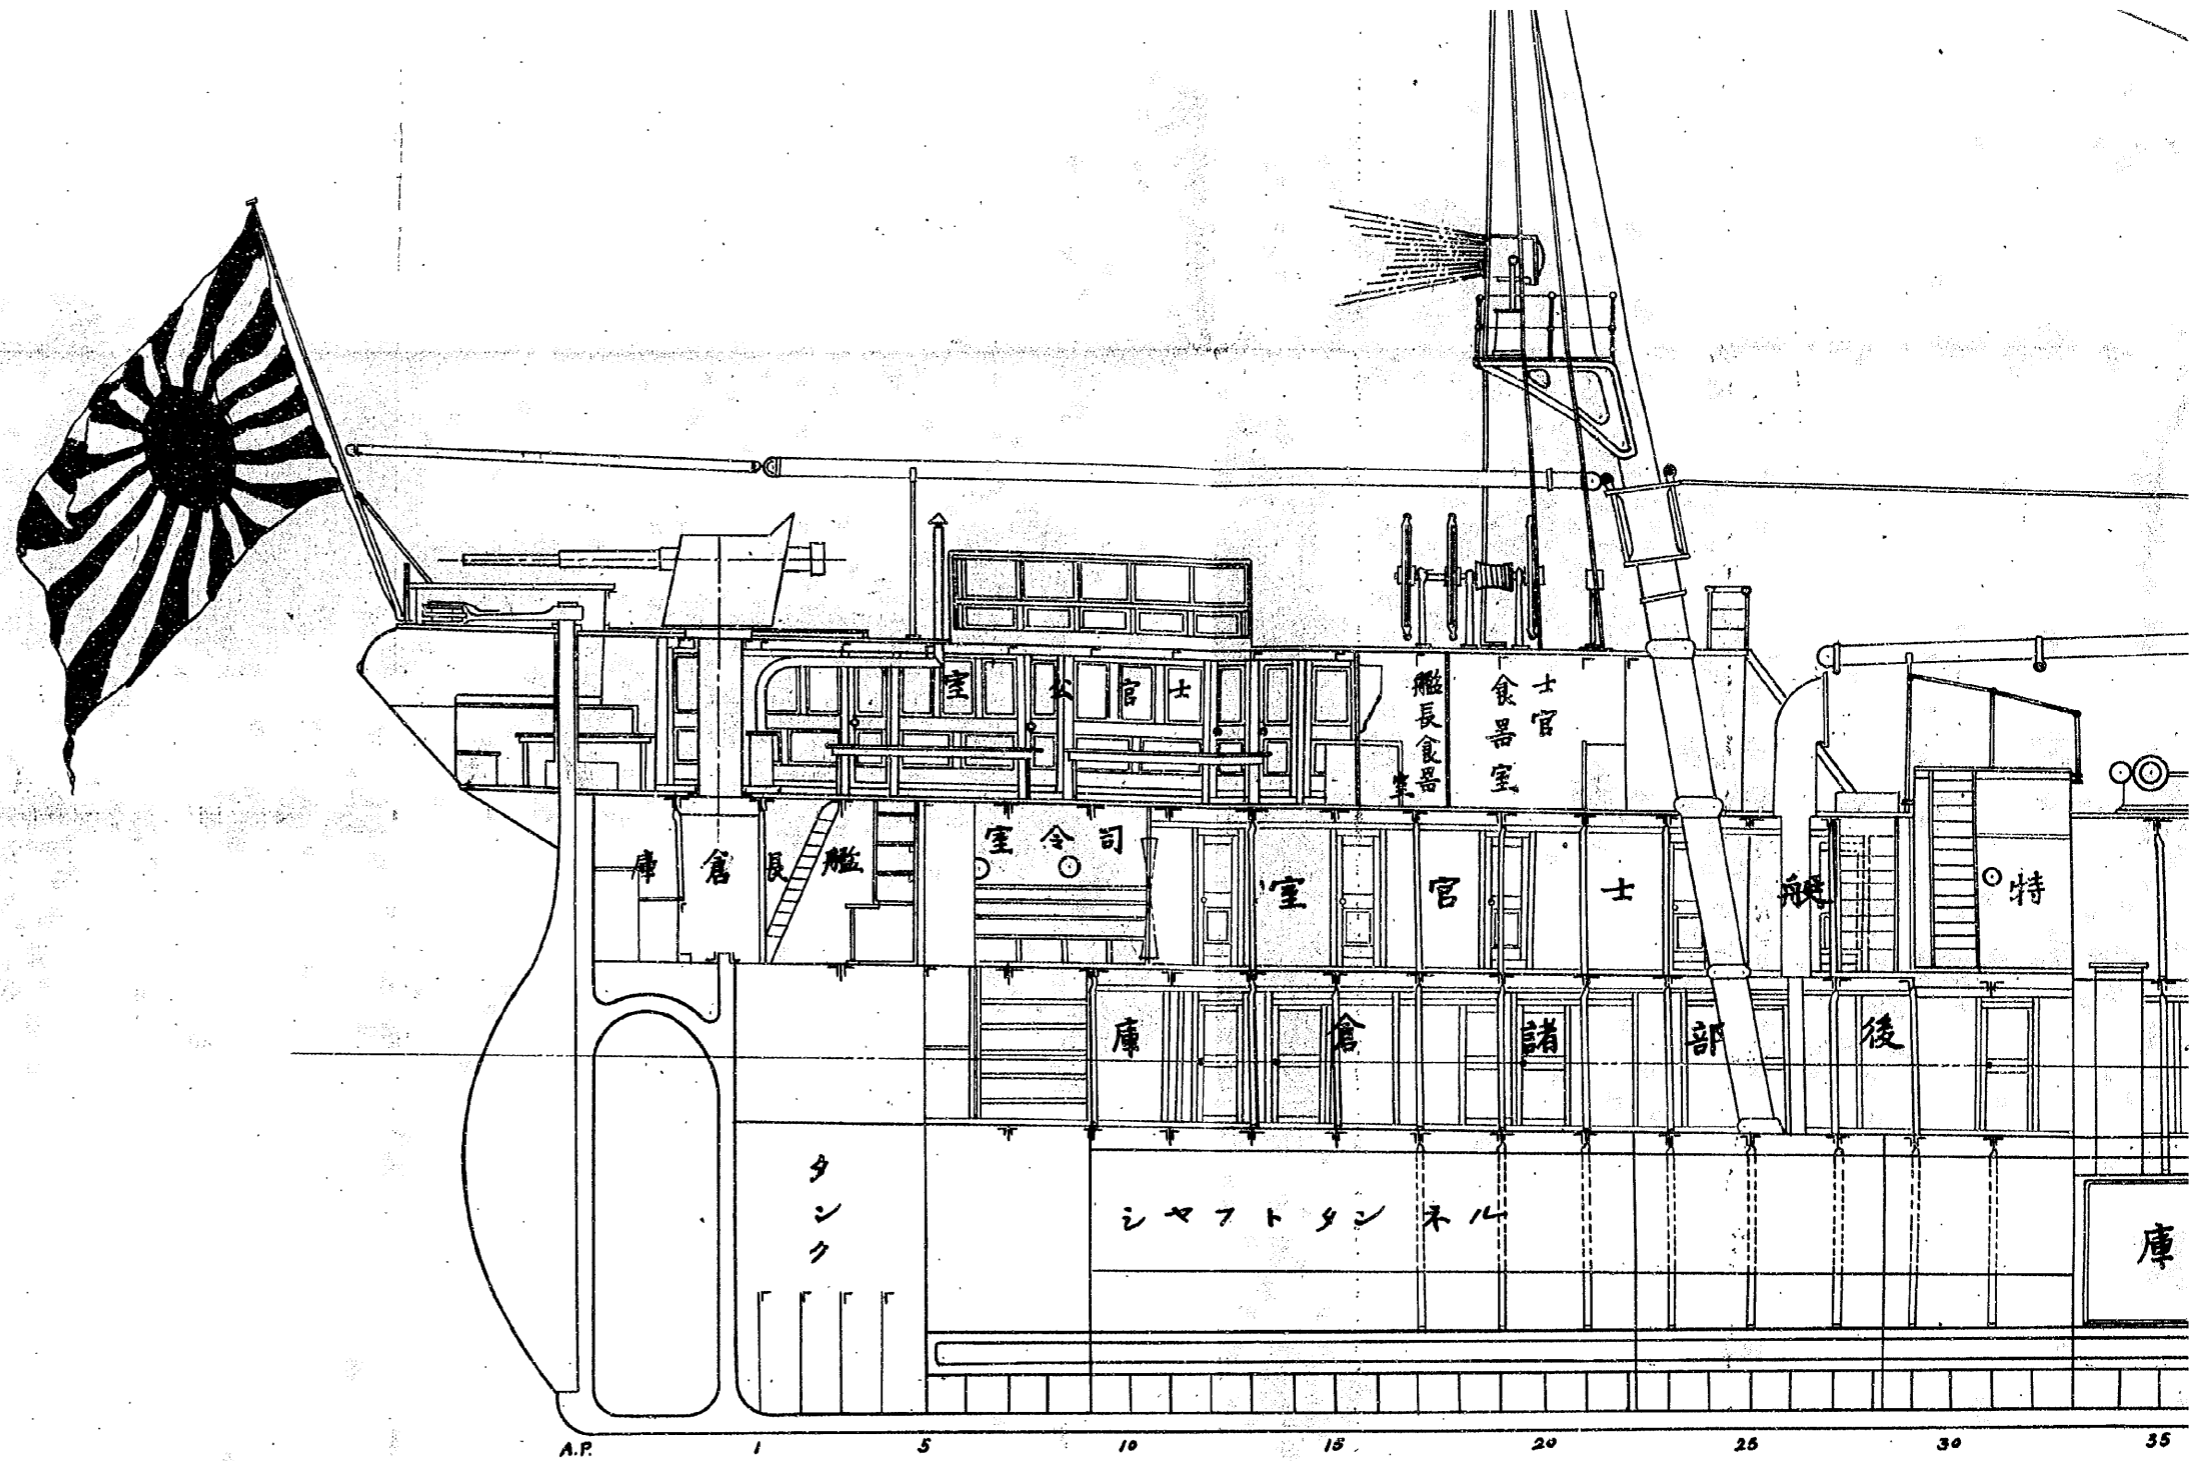 士官公室
艦長食器室
士官食器室
艦長倉庫
司令室
特
士官室
後部諸倉庫
タンク
シヤフトタンネル
庫
A.P. 1 5 10 15 20 25 30 35